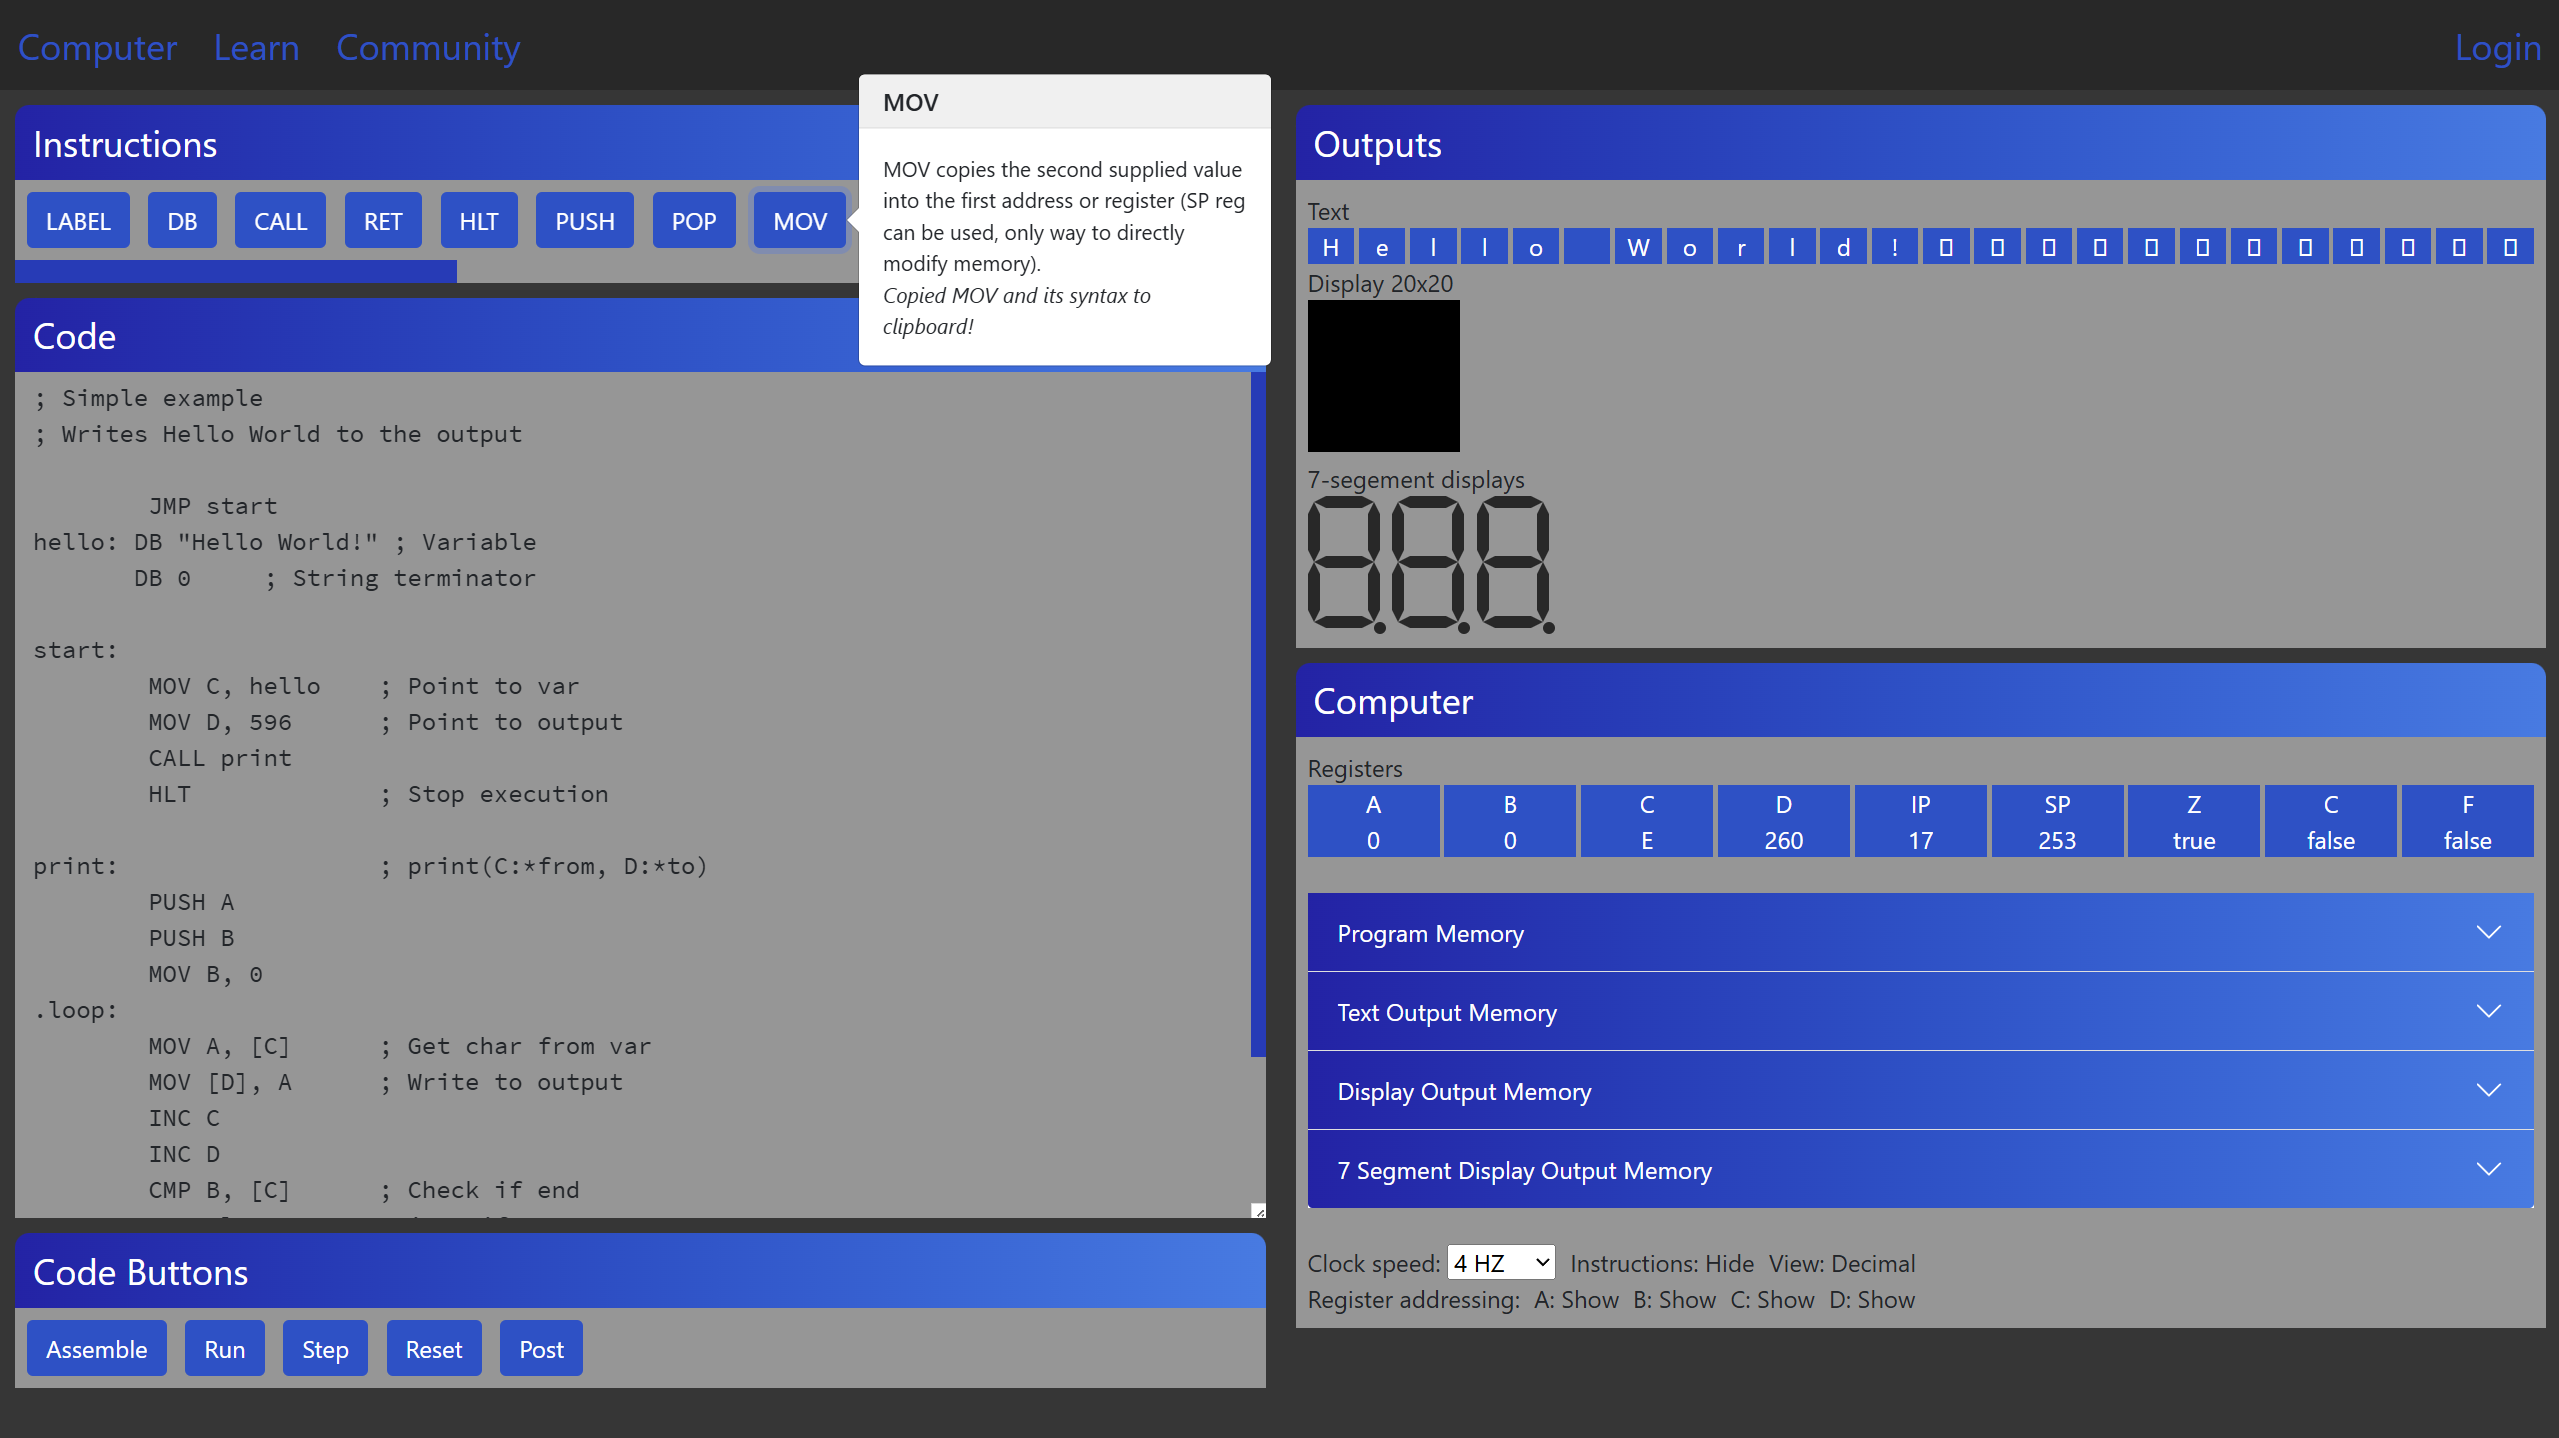 Computer Learn Community Login
Instructions
LABEL DB CALL RET HLT PUSH POP MOV
MOV
MOV copies the second supplied value
into the first address or register (SP reg
can be used, only way to directly
modify memory).
Copied MOV and its syntax to
clipboard!
Code
; Simple example
; Writes Hello World to the output
JMP start
hello: DB "Hello World!" ; Variable
DB 0 ; String terminator
start:
MOV C, hello ; Point to var
MOV D, 596 ; Point to output
CALL print
HLT ; Stop execution
print: ; print(C:*from, D:*to)
PUSH A
PUSH B
MOV B, 0
.loop:
MOV A, [C] ; Get char from var
MOV [D], A ; Write to output
INC C
INC D
CMP B, [C] ; Check if end
Code Buttons
Assemble Run Step Reset Post
Outputs
Text
H e l l o W o r l d !
Display 20x20
7-segement displays
Computer
Registers
A B C D IP SP Z C F
0 0 E 260 17 253 true false false
Program Memory
Text Output Memory
Display Output Memory
7 Segment Display Output Memory
Clock speed: 4 HZ Instructions: Hide View: Decimal
Register addressing: A: Show B: Show C: Show D: Show